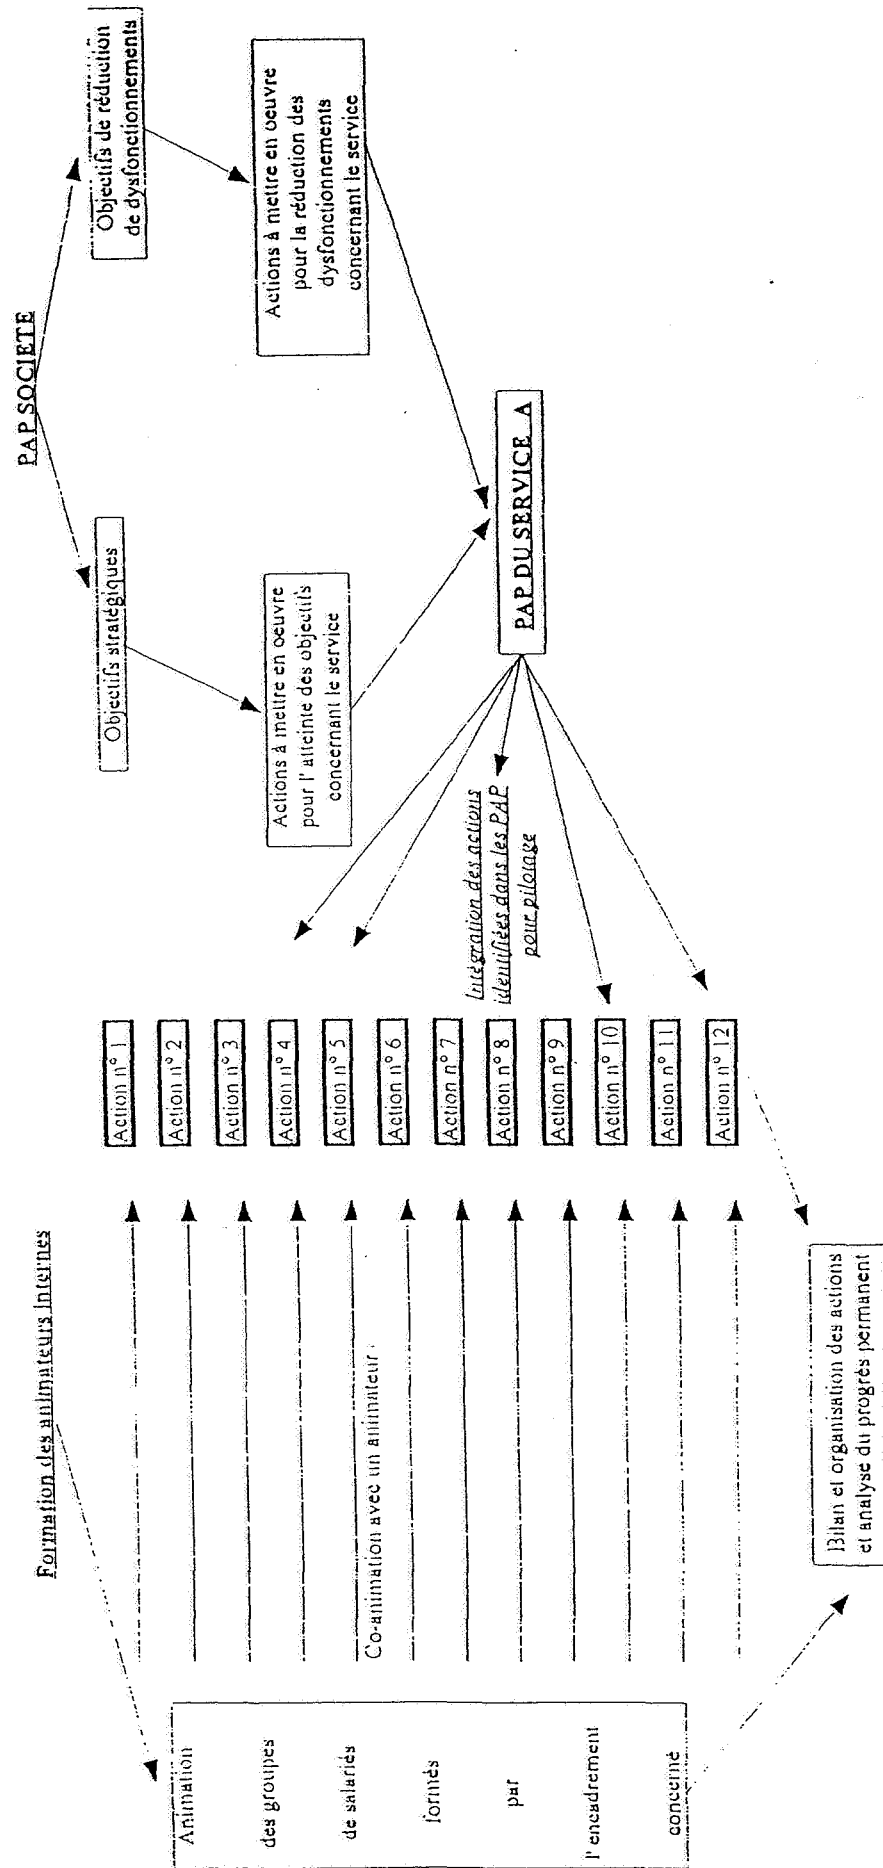 Formation des animateurs internes
PAP SOCIETE
Animation
des groupes
de salariés
formés
par
l'encadrement
concerné
Co-animation avec un animateur
Action n° 1
Action n° 2
Action n° 3
Action n° 4
Action n° 5
Action n° 6
Action n° 7
Action n° 8
Action n° 9
Action n° 10
Action n° 11
Action n° 12
Intégration des actions
identifiées dans les PAP
pour pilotage
Objectifs stratégiques
Actions à mettre en oeuvre
pour l'atteinte des objectifs
concernant le service
Objectifs de réduction
de dysfonctionnements
Actions à mettre en oeuvre
pour la réduction des
dysfonctionnements
concernant le service
PAP DU SERVICE A
Bilan et organisation des actions
et analyse du progrès permanent